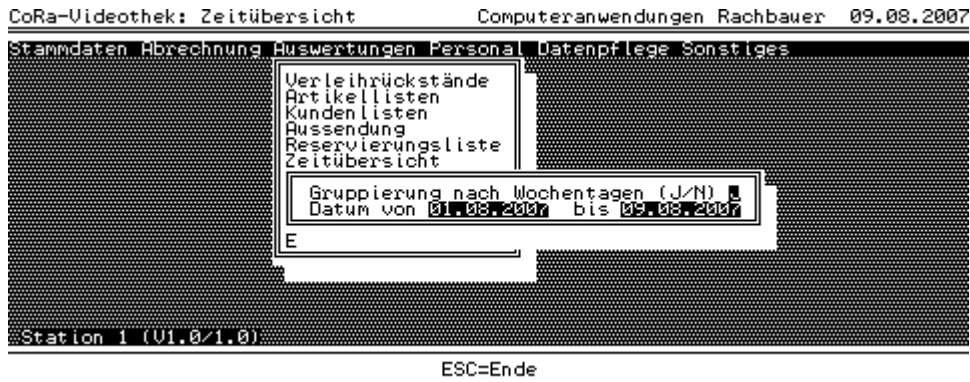 CoRa-Videothek: Zeitübersicht Computeranwendungen Rachbauer 09.08.2007
Stammdaten Abrechnung Auswertungen Personal Datenpflege Sonstiges
Verleihrückstände
Artikellisten
Kundenlisten
Aussendung
Reservierungsliste
Zeitübersicht
Gruppierung nach Wochentagen (J/N) J
Datum von 01.08.2007 bis 09.08.2007
E
Station 1 (V1.0/1.0)
ESC=Ende